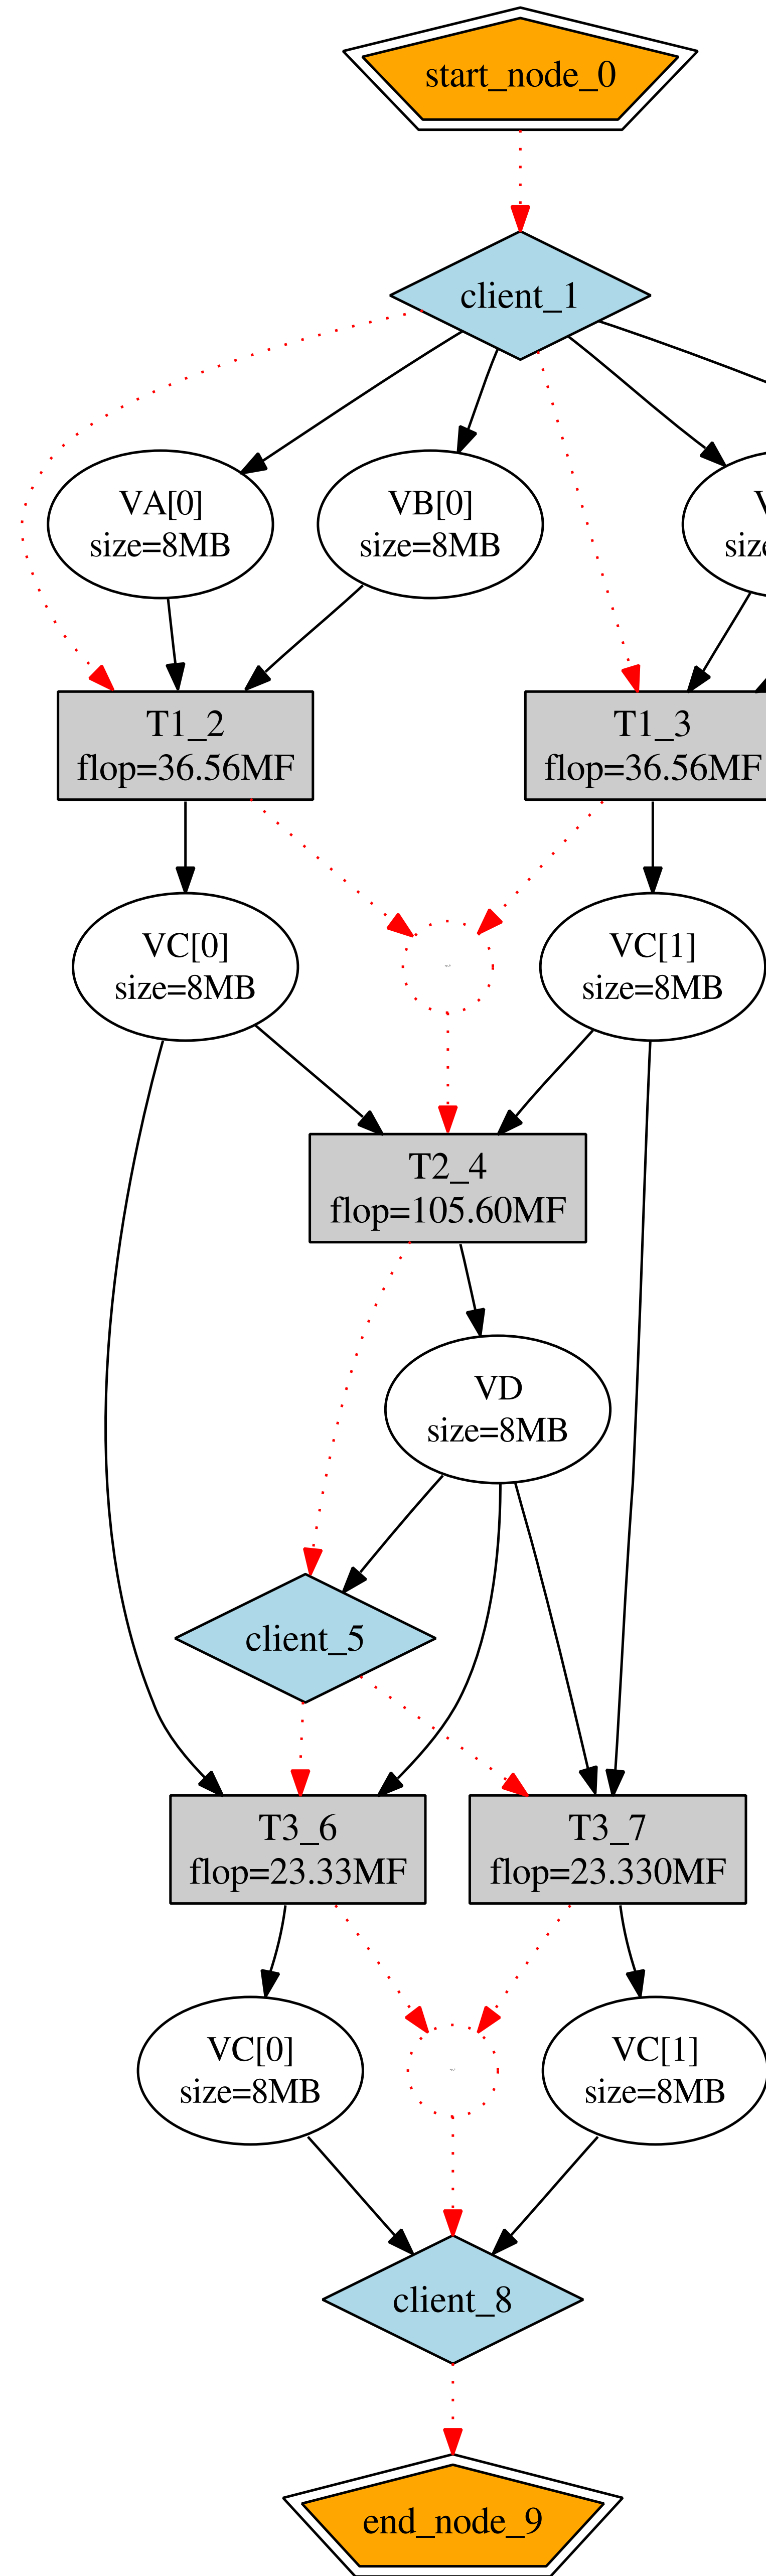 start_node_0
client_1
VA[0]
size=8MB
VB[0]
size=8MB
T1_2
flop=36.56MF
T1_3
flop=36.56MF
VC[0]
size=8MB
VC[1]
size=8MB
T2_4
flop=105.60MF
VD
size=8MB
client_5
T3_6
flop=23.33MF
T3_7
flop=23.330MF
VC[0]
size=8MB
VC[1]
size=8MB
client_8
end_node_9